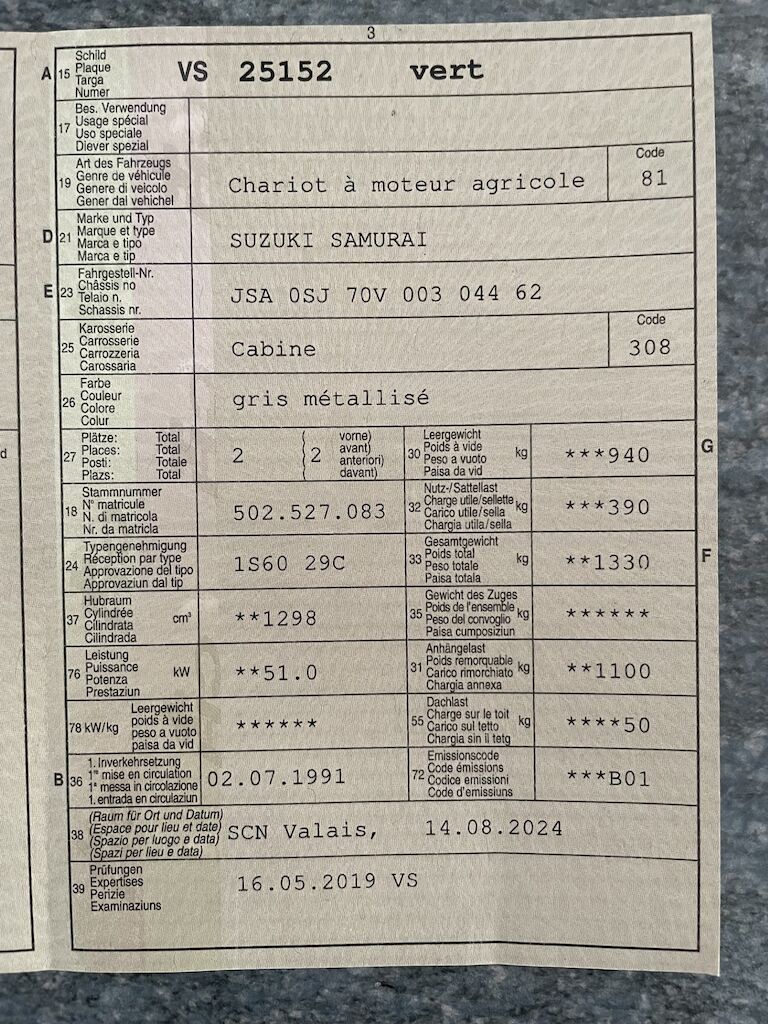 3
A 15 Schild
Plaque
Targa
Numer
VS 25152 vert
17 Bes. Verwendung
Usage spécial
Uso speciale
Diever spezial
19 Art des Fahrzeugs
Genre de véhicule
Genere di veicolo
Gener dal vehichel
Chariot à moteur agricole
Code
81
D 21 Marke und Typ
Marque et type
Marca e tipo
Marca e tip
SUZUKI SAMURAI
E 23 Fahrgestell-Nr.
Châssis no
Telaio n.
Schassis nr.
JSA 0SJ 70V 003 044 62
25 Karosserie
Carrosserie
Carrozzeria
Carossaria
Cabine
Code
308
26 Farbe
Couleur
Colore
Colur
gris métallisé
27 Plätze: Total
Places: Total
Posti: Totale
Plazs: Total
2 2 vorne)
avant)
anteriori)
davant)
30 Leergewicht
Poids à vide
Peso a vuoto
Paisa da vid
kg ***940 G
18 Stammnummer
N° matricule
N. di matricola
Nr. da matricla
502.527.083
32 Nutz-/Sattellast
Charge utile/sellette
Carico utile/sella
Chargia utila/sella
kg ***390
24 Typengenehmigung
Réception par type
Approvazione del tipo
Approvaziun dal tip
1S60 29C
33 Gesamtgewicht
Poids total
Peso totale
Paisa totala
kg **1330 F
37 Hubraum
Cylindrée
Cilindrata
Cilindrada
cm³ **1298
35 Gewicht des Zuges
Poids de l'ensemble
Peso del convoglio
Paisa cumposiziun
kg ******
76 Leistung
Puissance
Potenza
Prestaziun
kW **51.0
31 Anhängelast
Poids remorquable
Carico rimorchiato
Chargia annexa
kg **1100
78 kW/kg Leergewicht
poids à vide
peso a vuoto
paisa da vid
******
55 Dachlast
Charge sur le toit
Carico sul tetto
Chargia sin il tetg
kg ****50
B 36 1. Inverkehrsetzung
1re mise en circulation
1a messa in circolazione
1. entrada en circulaziun
02.07.1991
72 Emissionscode
Code émissions
Codice emissioni
Code d'emissiuns
***B01
38 (Raum für Ort und Datum)
(Espace pour lieu et date)
(Spazio per luogo e data)
(Spazi per lieu e data)
SCN Valais, 14.08.2024
39 Prüfungen
Expertises
Perizie
Examinaziuns
16.05.2019 VS
d